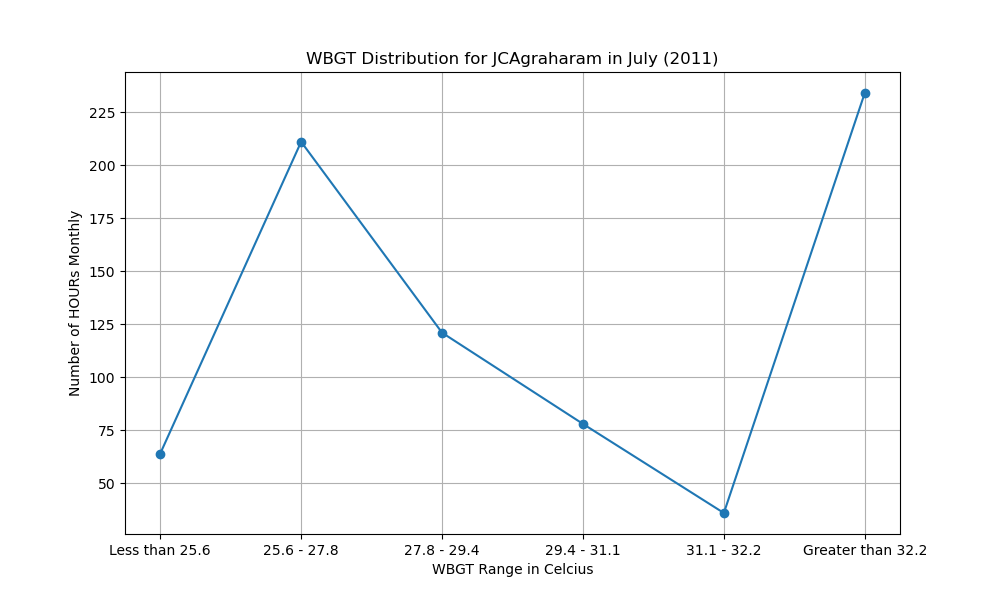 WBGT Distribution for JCAgraharam in July (2011)
225
200
175
150
125
100
75
50
Number of HOURs Monthly
Less than 25.6
25.6 - 27.8
27.8 - 29.4
29.4 - 31.1
31.1 - 32.2
Greater than 32.2
WBGT Range in Celcius